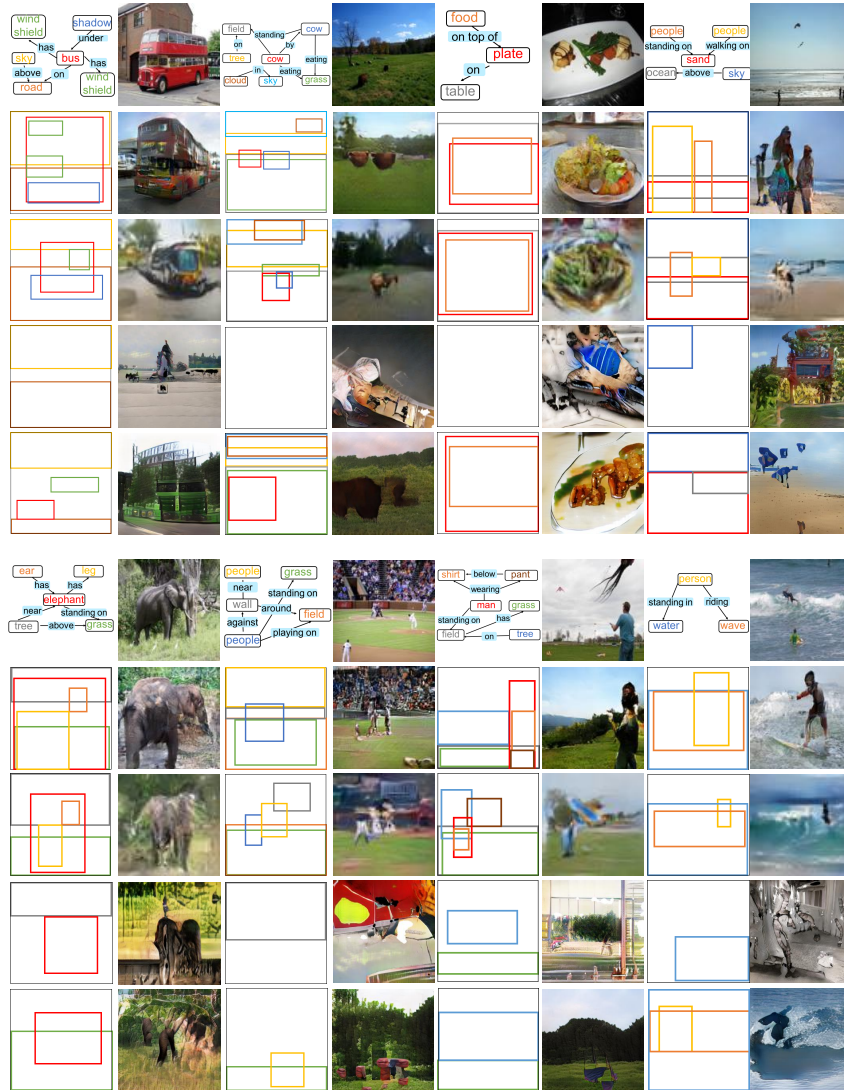 wind
shield
shadow
has
under
sky
bus
above
on
has
road
wind
shield
field
standing
cow
on
by
tree
cow
eating
in
eating
cloud
sky
grass
food
on top of
plate
on
table
people
people
standing on
walking on
sand
ocean
above
sky
ear
leg
has
has
elephant
near
standing on
tree
above
grass
people
grass
near
standing on
wall
around
field
against
people
playing on
shirt
below
pant
wearing
man
grass
standing on
has
field
on
tree
person
standing in
riding
water
wave